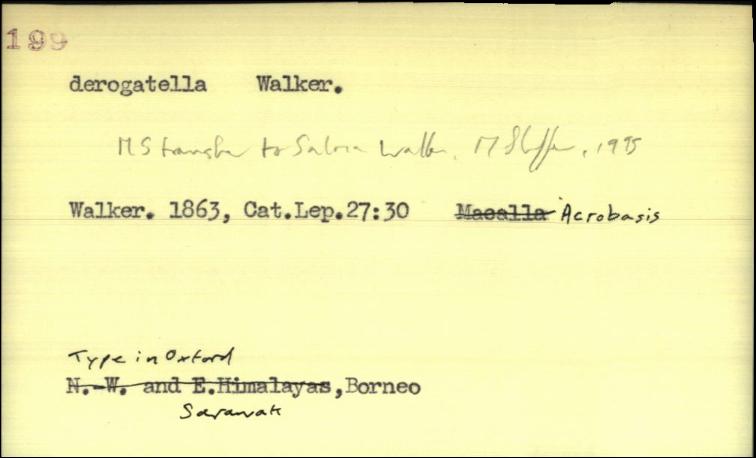 199
derogatella Walker.
MS transfer to Salvia Walker, M Shaffer, 1975
Walker. 1863, Cat.Lep.27:30 Macalla Acrobasis
Type in Oxford
N.-W. and E.Himalayas, Borneo
Sarawak